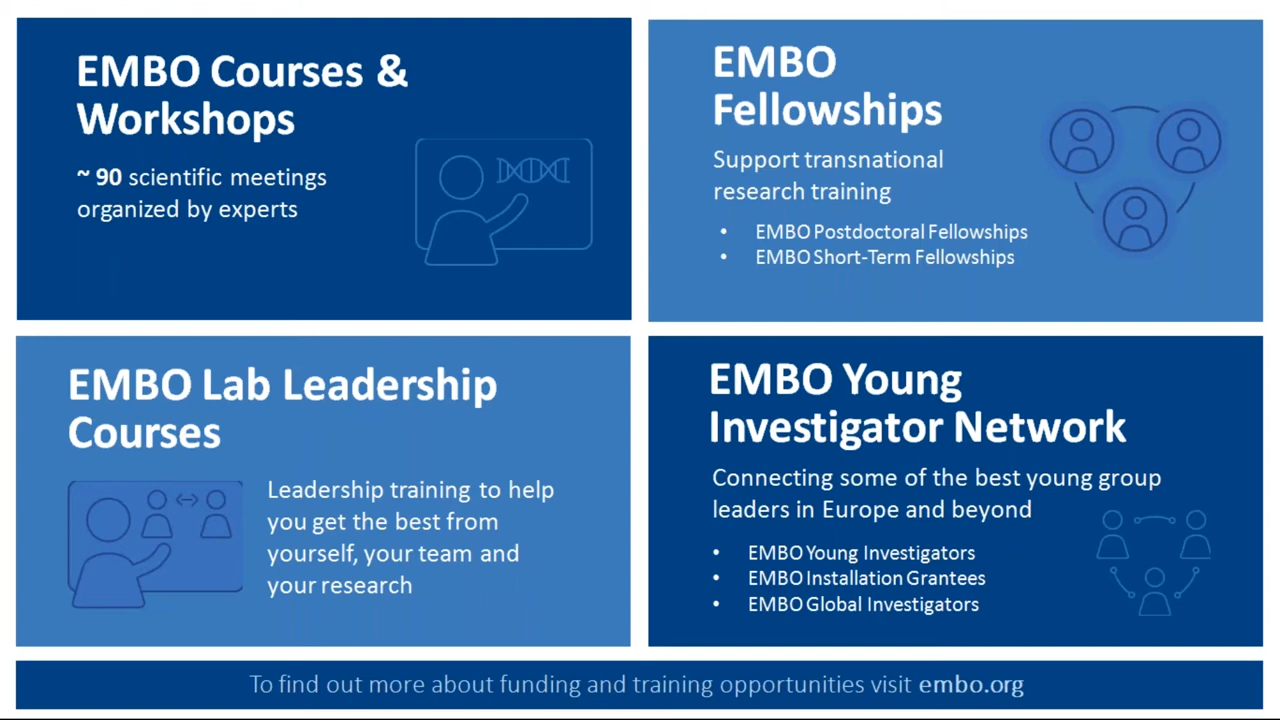 EMBO Courses &
Workshops
~ 90 scientific meetings
organized by experts
EMBO
Fellowships
Support transnational
research training
• EMBO Postdoctoral Fellowships
• EMBO Short-Term Fellowships
EMBO Lab Leadership
Courses
Leadership training to help
you get the best from
yourself, your team and
your research
EMBO Young
Investigator Network
Connecting some of the best young group
leaders in Europe and beyond
• EMBO Young Investigators
• EMBO Installation Grantees
• EMBO Global Investigators
To find out more about funding and training opportunities visit embo.org